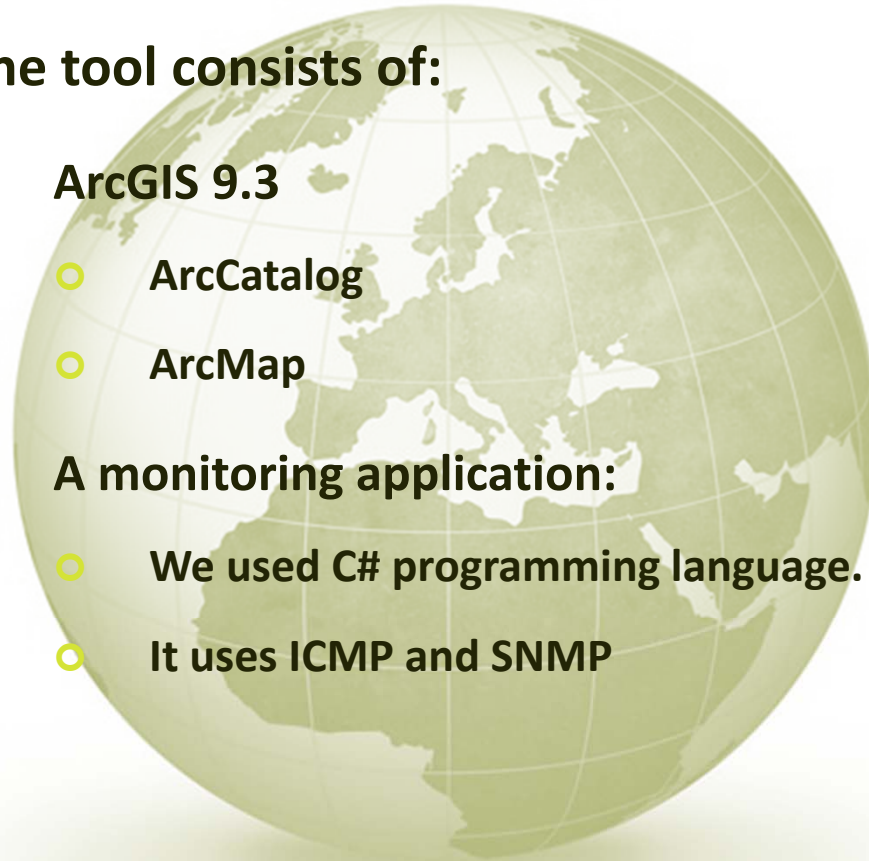 he tool consists of:
ArcGIS 9.3
ArcCatalog
ArcMap
A monitoring application:
We used C# programming language.
It uses ICMP and SNMP